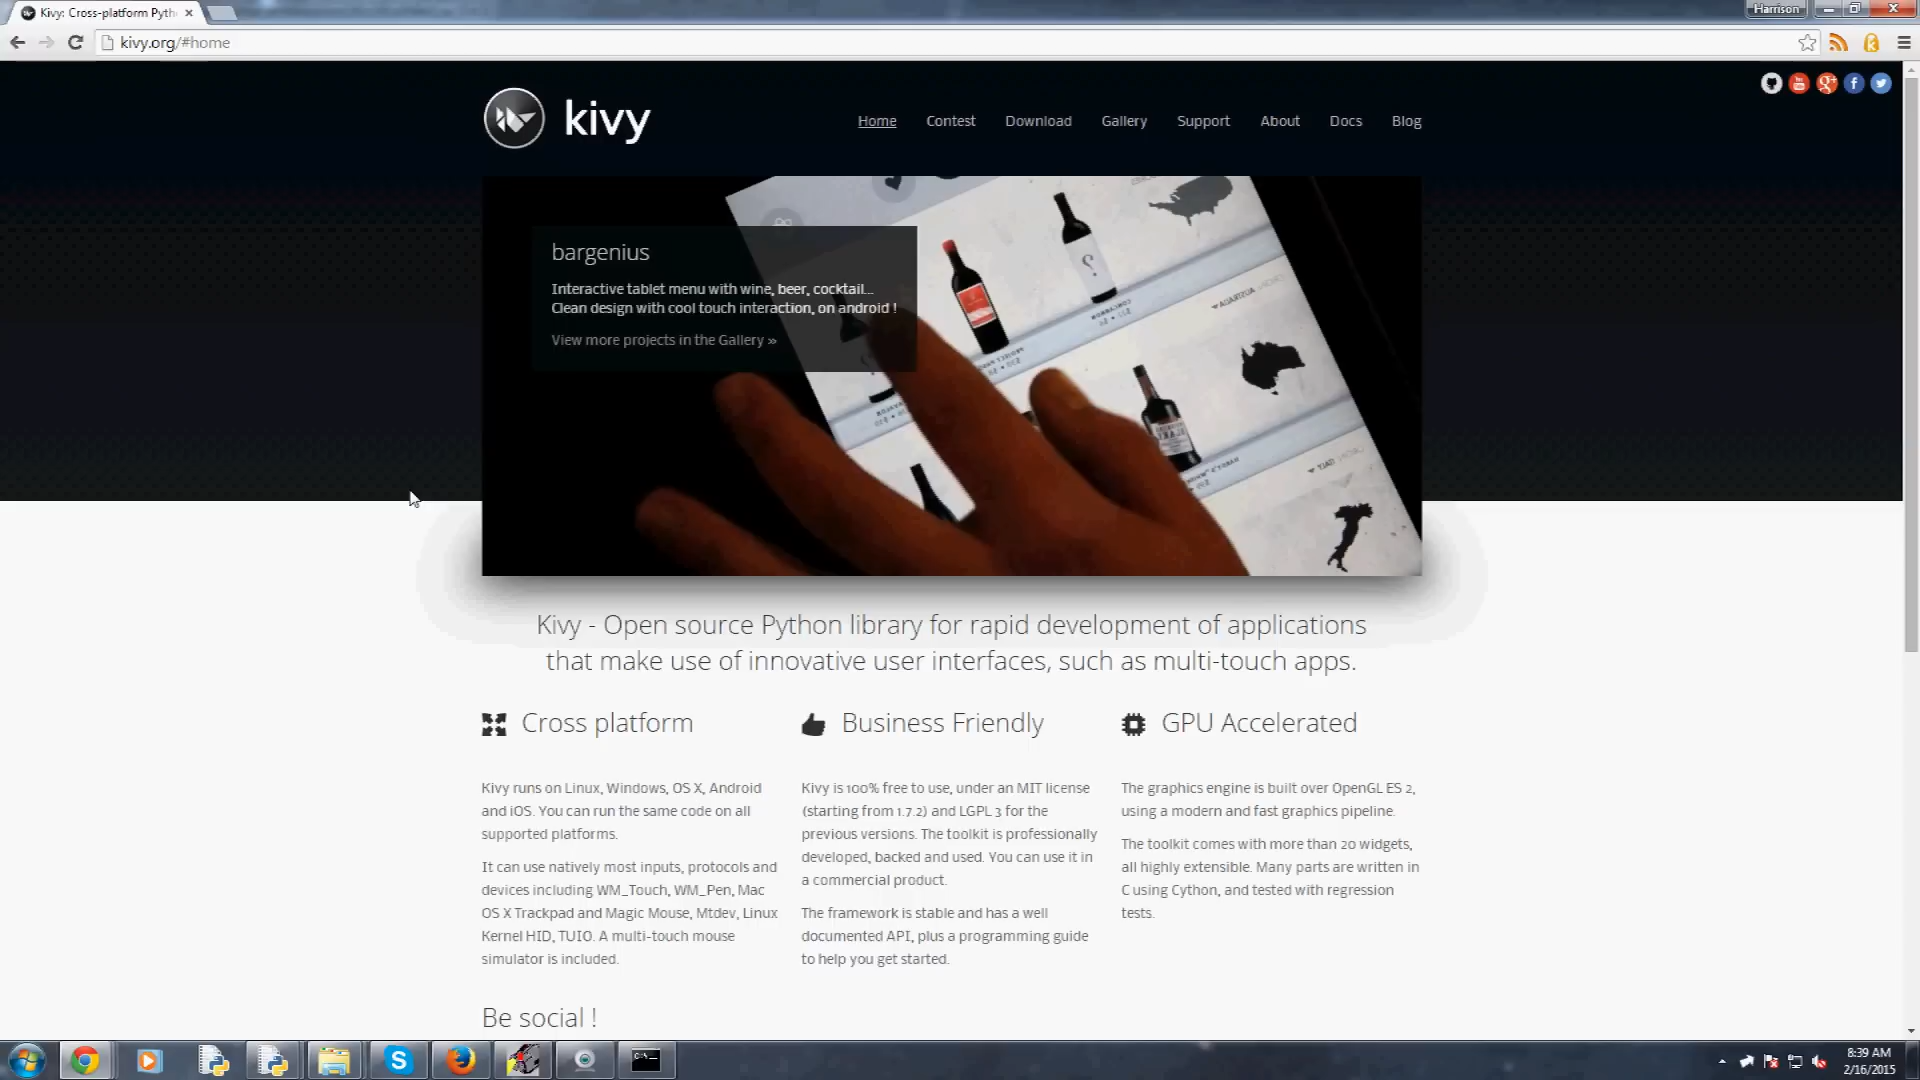 Kivy: Cross-platform Pyth
Harrison
kivy.org/#home
kivy
Home
Contest
Download
Gallery
Support
About
Docs
Blog
bargenius
Interactive tablet menu with wine, beer, cocktail...
Clean design with cool touch interaction, on android !
View more projects in the Gallery »
Kivy - Open source Python library for rapid development of applications
that make use of innovative user interfaces, such as multi-touch apps.
Cross platform
Kivy runs on Linux, Windows, OS X, Android
and iOS. You can run the same code on all
supported platforms.
It can use natively most inputs, protocols and
devices including WM_Touch, WM_Pen, Mac
OS X Trackpad and Magic Mouse, Mtdev, Linux
Kernel HID, TUIO. A multi-touch mouse
simulator is included.
Business Friendly
Kivy is 100% free to use, under an MIT license
(starting from 1.7.2) and LGPL 3 for the
previous versions. The toolkit is professionally
developed, backed and used. You can use it in
a commercial product.
The framework is stable and has a well
documented API, plus a programming guide
to help you get started.
GPU Accelerated
The graphics engine is built over OpenGL ES 2,
using a modern and fast graphics pipeline.
The toolkit comes with more than 20 widgets,
all highly extensible. Many parts are written in
C using Cython, and tested with regression
tests.
Be social !
8:39 AM
2/16/2015